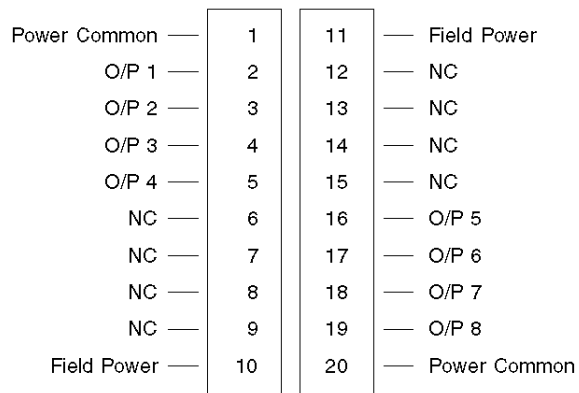 Power Common 1 11 Field Power
O/P 1 2 12 NC
O/P 2 3 13 NC
O/P 3 4 14 NC
O/P 4 5 15 NC
NC 6 16 O/P 5
NC 7 17 O/P 6
NC 8 18 O/P 7
NC 9 19 O/P 8
Field Power 10 20 Power Common